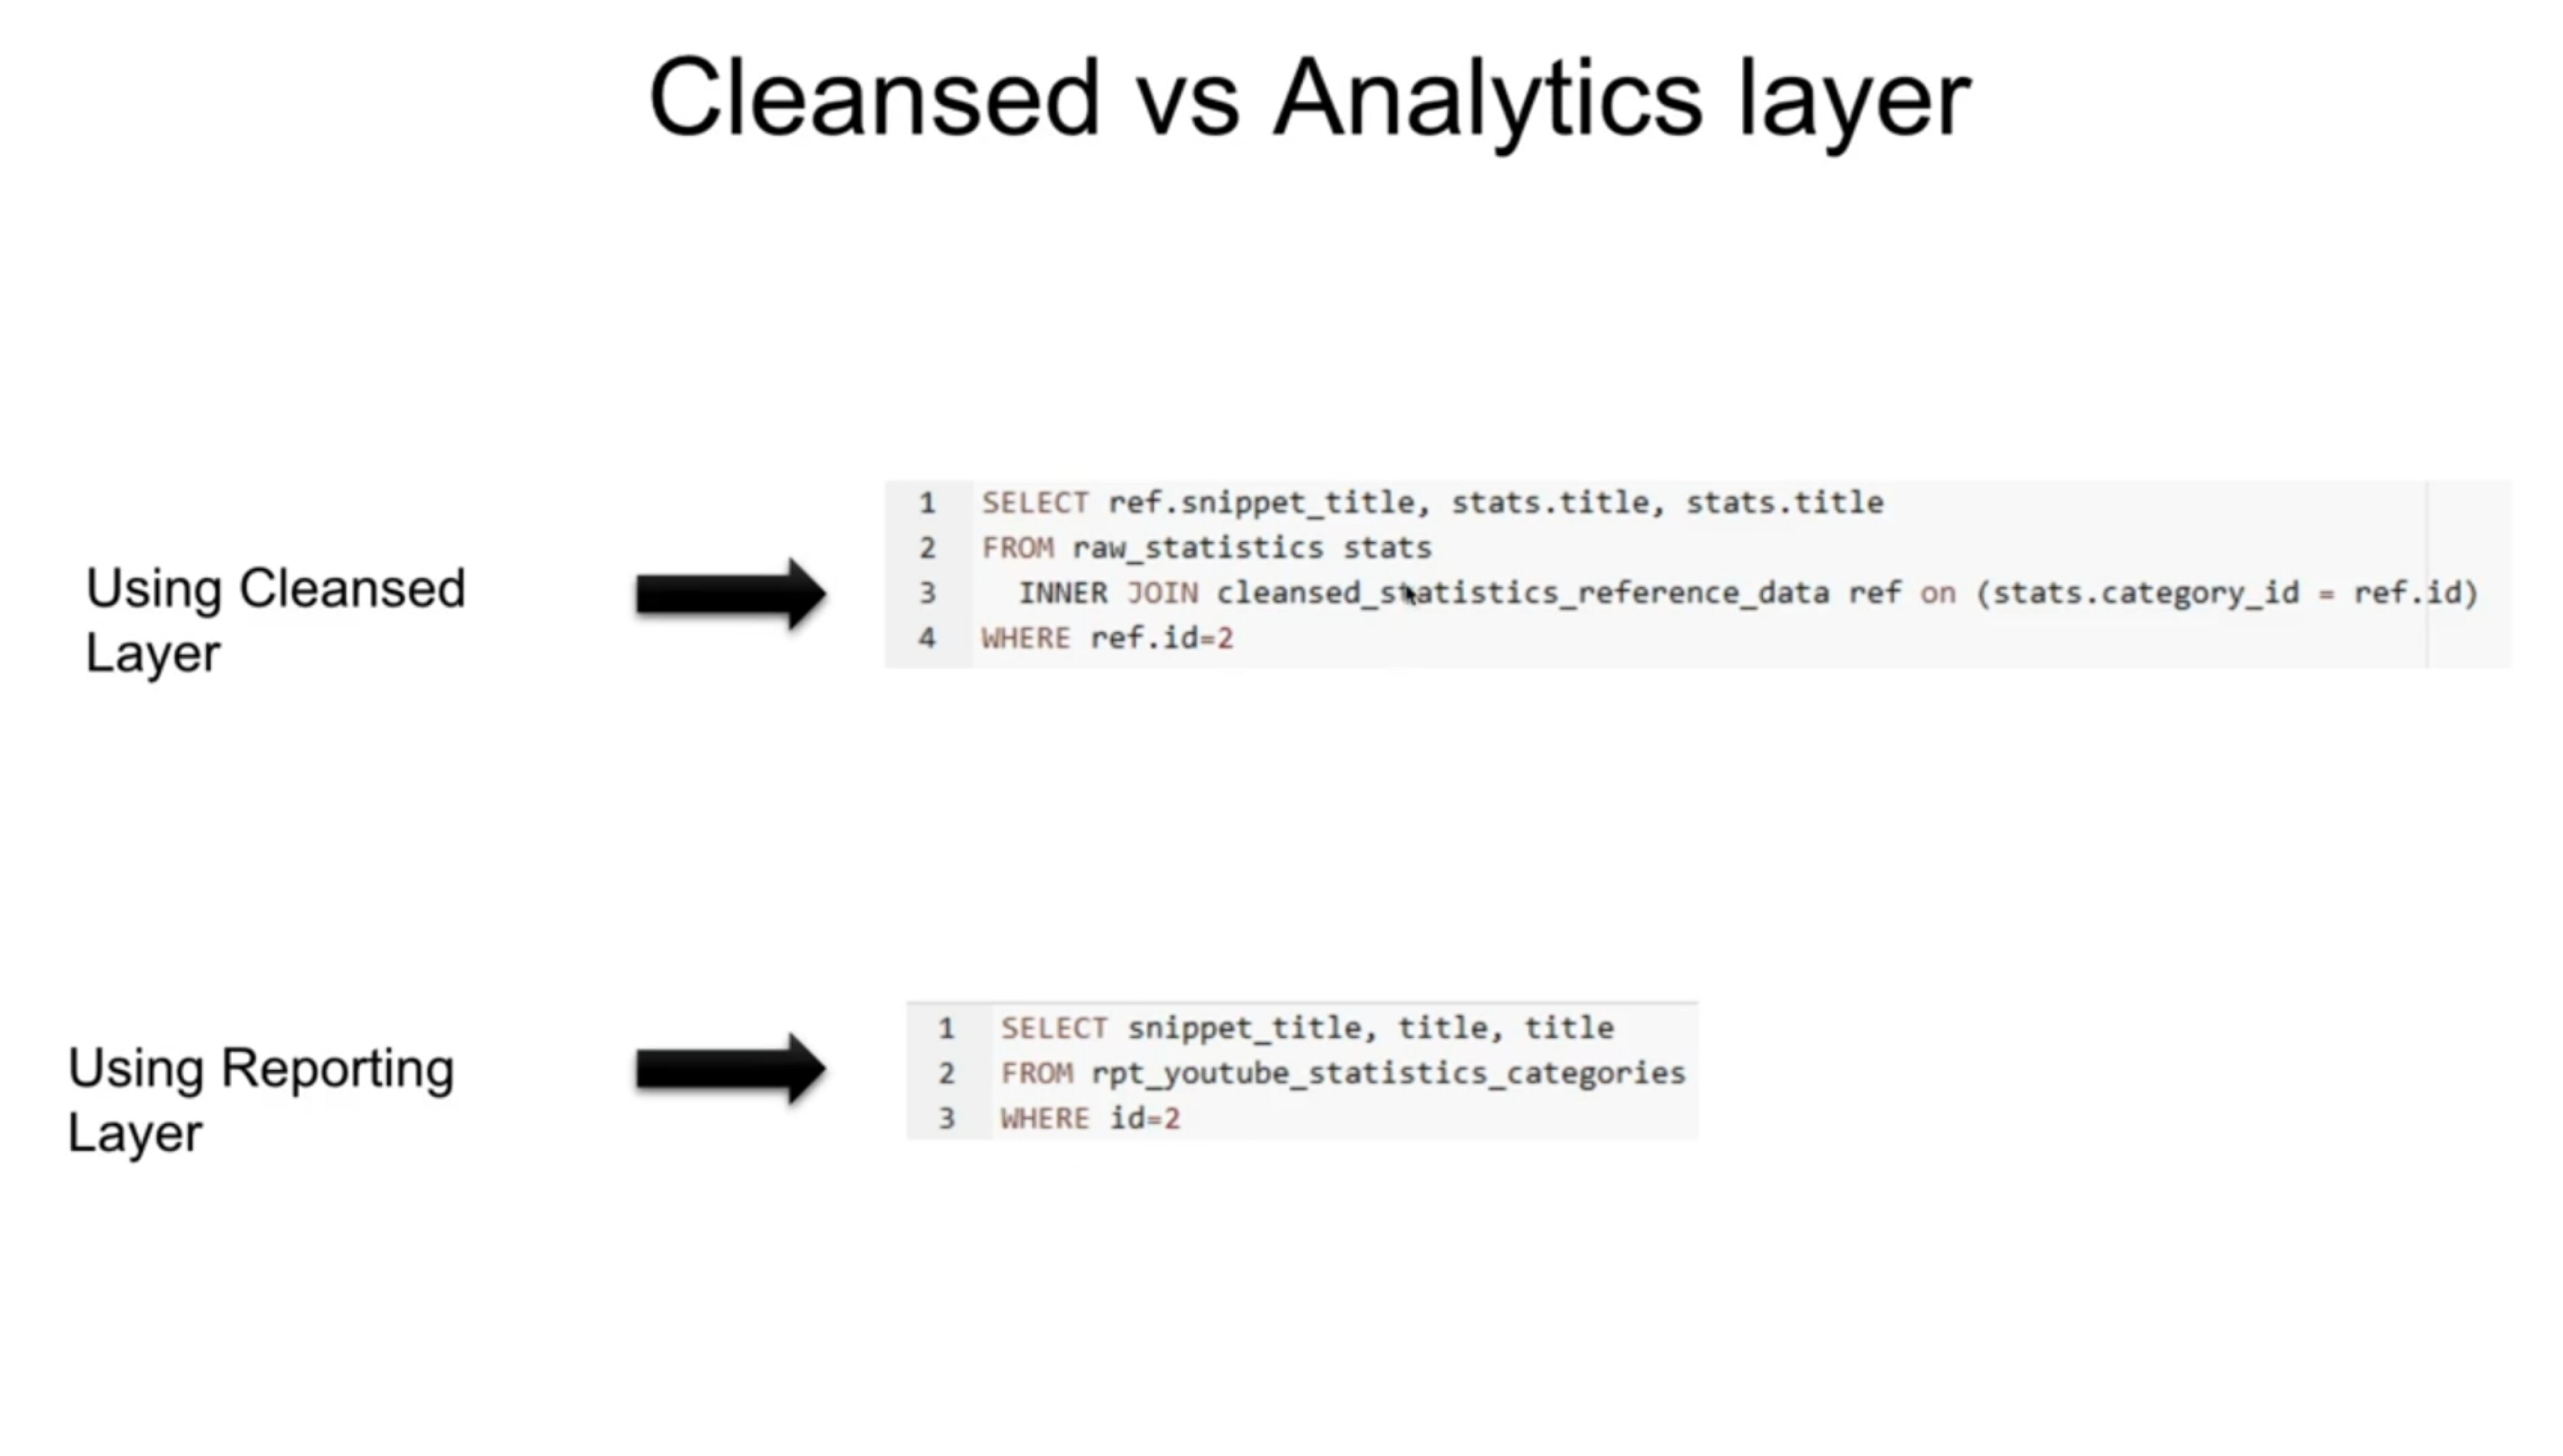 Cleansed vs Analytics layer
Using Cleansed
Layer
1 SELECT ref.snippet_title, stats.title, stats.title
2 FROM raw_statistics stats
3 INNER JOIN cleansed_statistics_reference_data ref on (stats.category_id = ref.id)
4 WHERE ref.id=2
Using Reporting
Layer
1 SELECT snippet_title, title, title
2 FROM rpt_youtube_statistics_categories
3 WHERE id=2